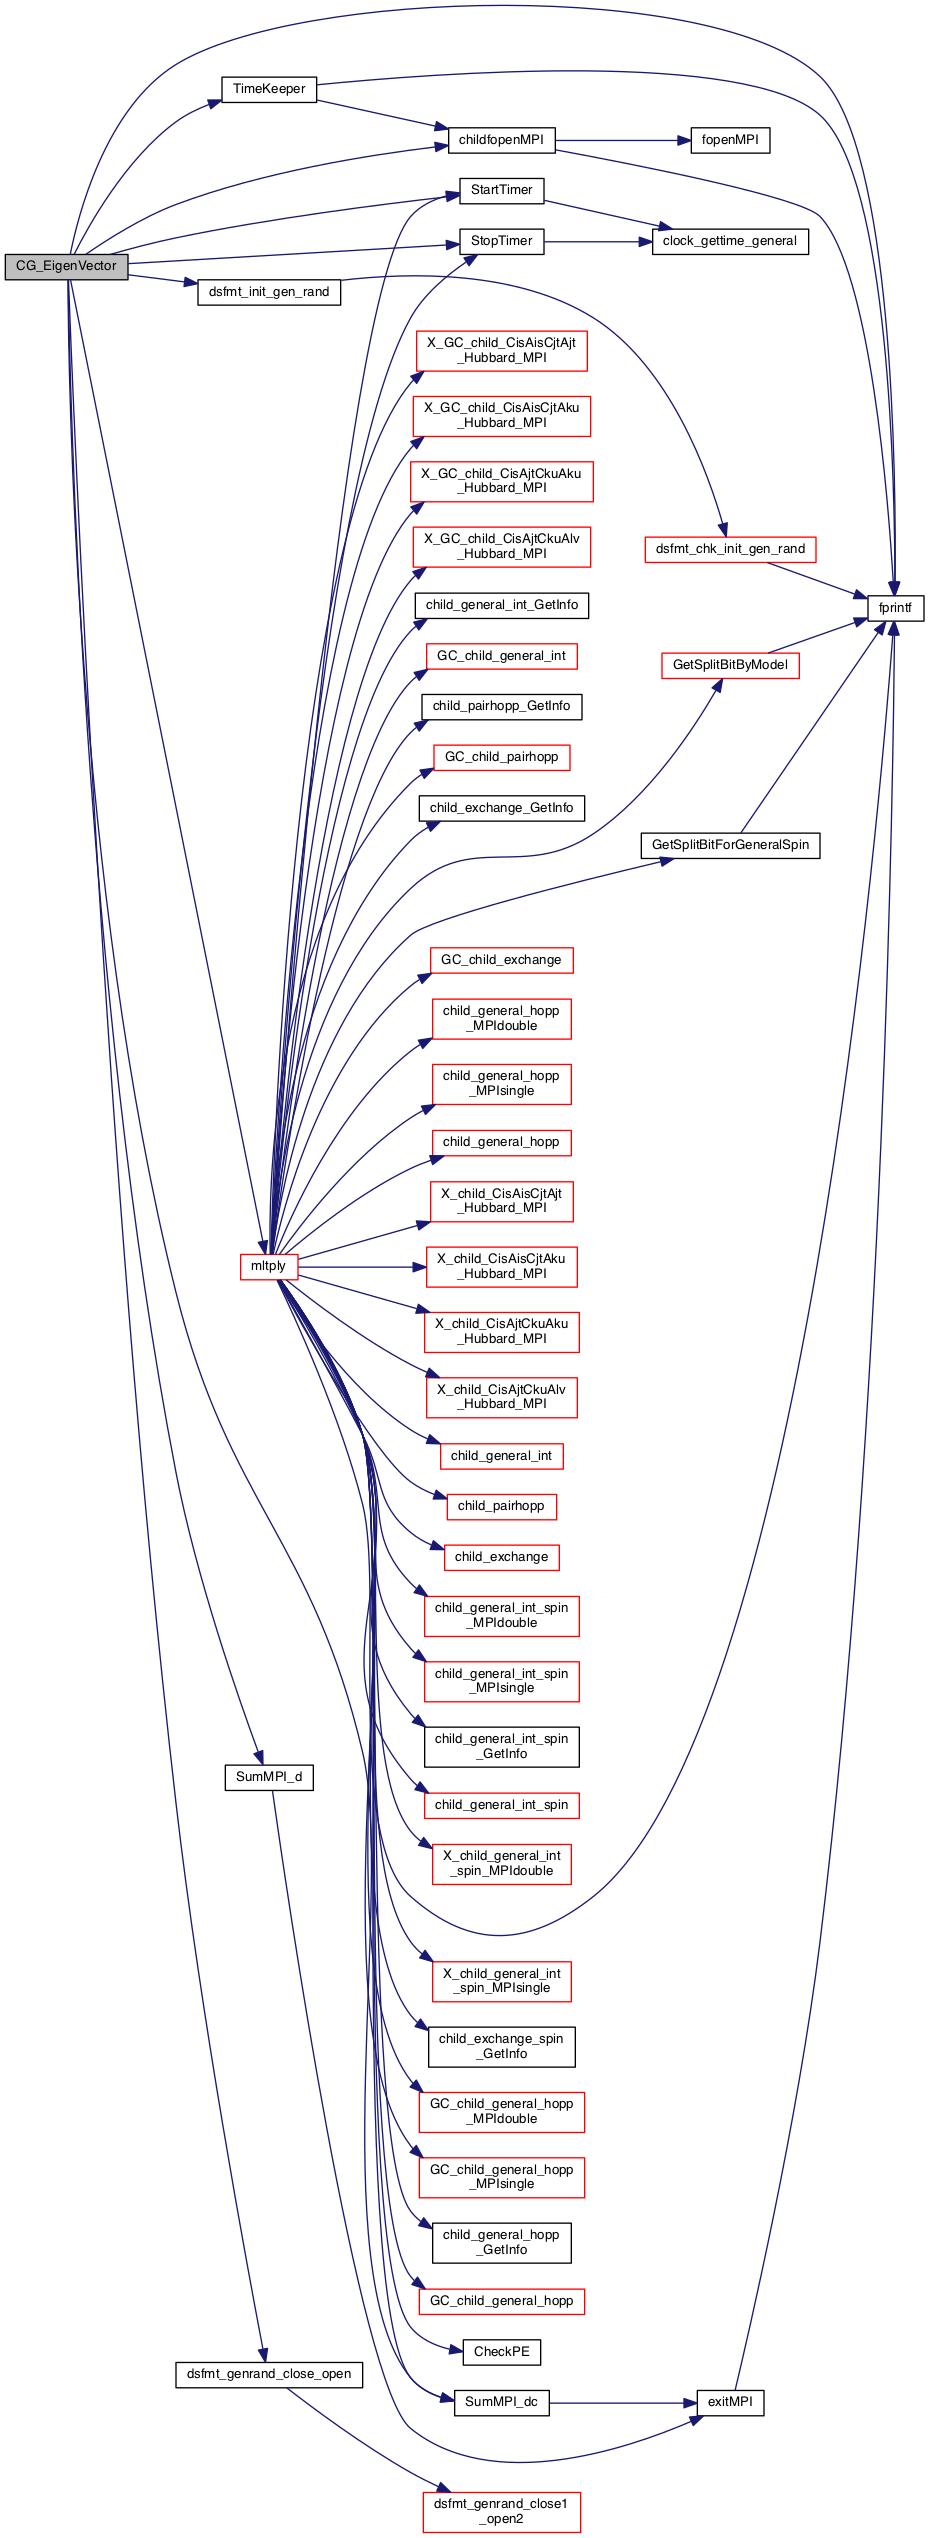 TimeKeeper
childfopenMPI
fopenMPI
StartTimer
StopTimer
clock_gettime_general
CG_EigenVector
dsfmt_init_gen_rand
X_GC_child_CisAisCjtAjt
_Hubbard_MPI
X_GC_child_CisAisCjtAku
_Hubbard_MPI
X_GC_child_CisAjtCkuAku
_Hubbard_MPI
X_GC_child_CisAjtCkuAlv
_Hubbard_MPI
dsfmt_chk_init_gen_rand
child_general_int_GetInfo
fprintf
GC_child_general_int
GetSplitBitByModel
child_pairhopp_GetInfo
GC_child_pairhopp
child_exchange_GetInfo
GetSplitBitForGeneralSpin
GC_child_exchange
child_general_hopp
_MPIdouble
child_general_hopp
_MPIsingle
child_general_hopp
X_child_CisAisCjtAjt
_Hubbard_MPI
mltply
X_child_CisAisCjtAku
_Hubbard_MPI
X_child_CisAjtCkuAku
_Hubbard_MPI
X_child_CisAjtCkuAlv
_Hubbard_MPI
child_general_int
child_pairhopp
child_exchange
child_general_int_spin
_MPIdouble
child_general_int_spin
_MPIsingle
child_general_int_spin
_GetInfo
SumMPI_d
child_general_int_spin
X_child_general_int
_spin_MPIdouble
X_child_general_int
_spin_MPIsingle
child_exchange_spin
_GetInfo
GC_child_general_hopp
_MPIdouble
GC_child_general_hopp
_MPIsingle
child_general_hopp
_GetInfo
GC_child_general_hopp
CheckPE
dsfmt_genrand_close_open
SumMPI_dc
exitMPI
dsfmt_genrand_close1
_open2